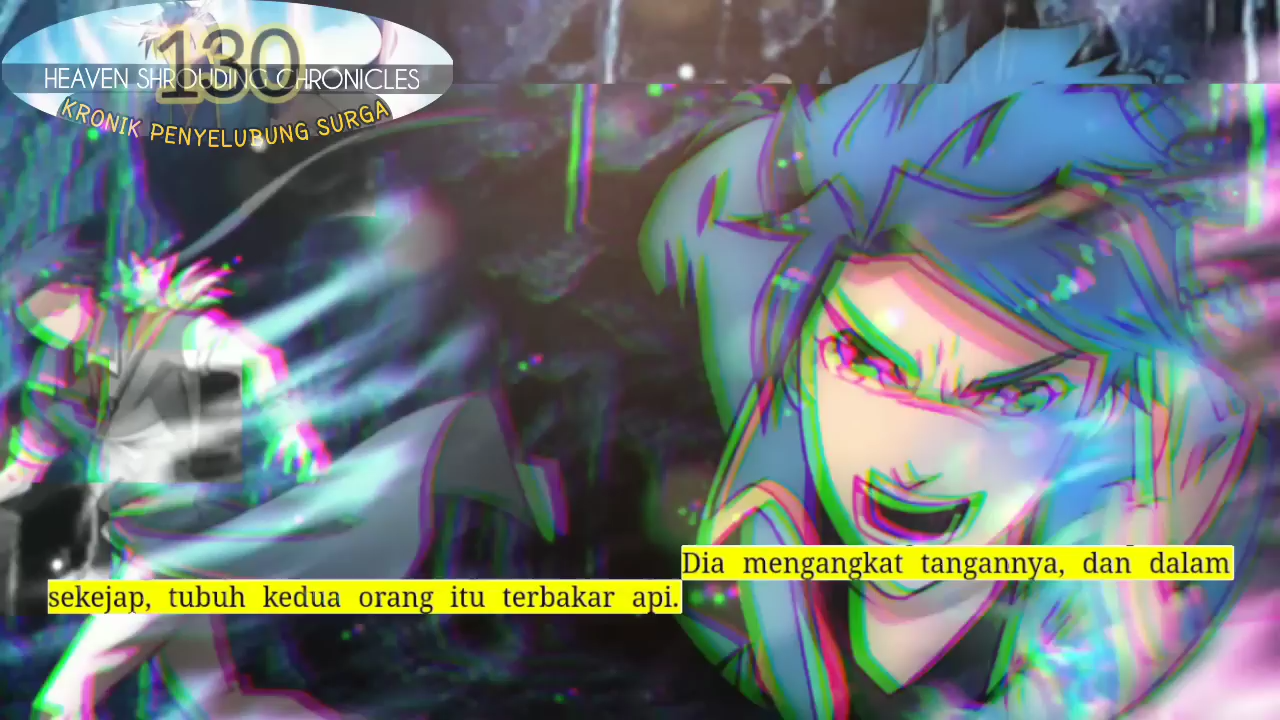 130
HEAVEN SHROUDING CHRONICLES
KRONIK PENYELUBUNG SURGA
Dia mengangkat tangannya, dan dalam
sekejap, tubuh kedua orang itu terbakar api.